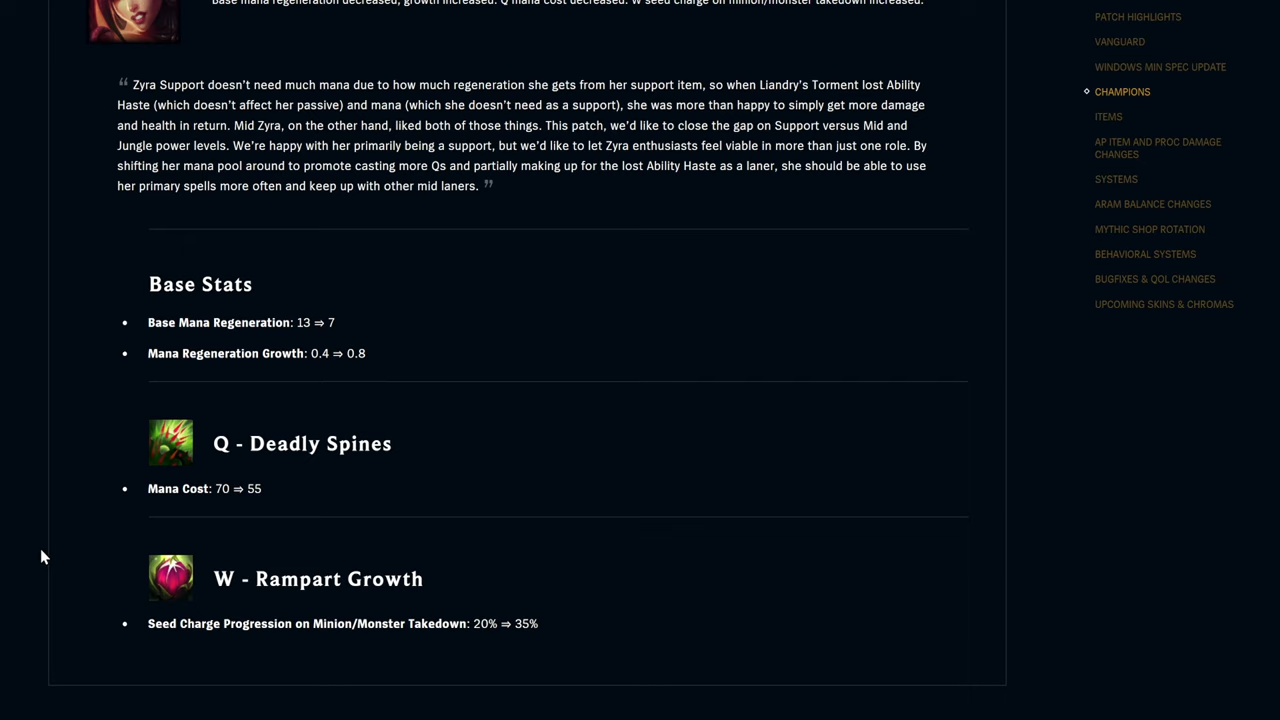 Base mana regeneration decreased, growth increased. Q mana cost decreased. W seed charge on minion/monster takedown increased.
“ Zyra Support doesn’t need much mana due to how much regeneration she gets from her support item, so when Liandry’s Torment lost Ability
Haste (which doesn’t affect her passive) and mana (which she doesn’t need as a support), she was more than happy to simply get more damage
and health in return. Mid Zyra, on the other hand, liked both of those things. This patch, we’d like to close the gap on Support versus Mid and
Jungle power levels. We’re happy with her primarily being a support, but we’d like to let Zyra enthusiasts feel viable in more than just one role. By
shifting her mana pool around to promote casting more Qs and partially making up for the lost Ability Haste as a laner, she should be able to use
her primary spells more often and keep up with other mid laners. ”
Base Stats
• Base Mana Regeneration: 13 ⇒ 7
• Mana Regeneration Growth: 0.4 ⇒ 0.8
Q - Deadly Spines
• Mana Cost: 70 ⇒ 55
W - Rampart Growth
• Seed Charge Progression on Minion/Monster Takedown: 20% ⇒ 35%
PATCH HIGHLIGHTS
VANGUARD
WINDOWS MIN SPEC UPDATE
CHAMPIONS
ITEMS
AP ITEM AND PROC DAMAGE
CHANGES
SYSTEMS
ARAM BALANCE CHANGES
MYTHIC SHOP ROTATION
BEHAVIORAL SYSTEMS
BUGFIXES & QOL CHANGES
UPCOMING SKINS & CHROMAS